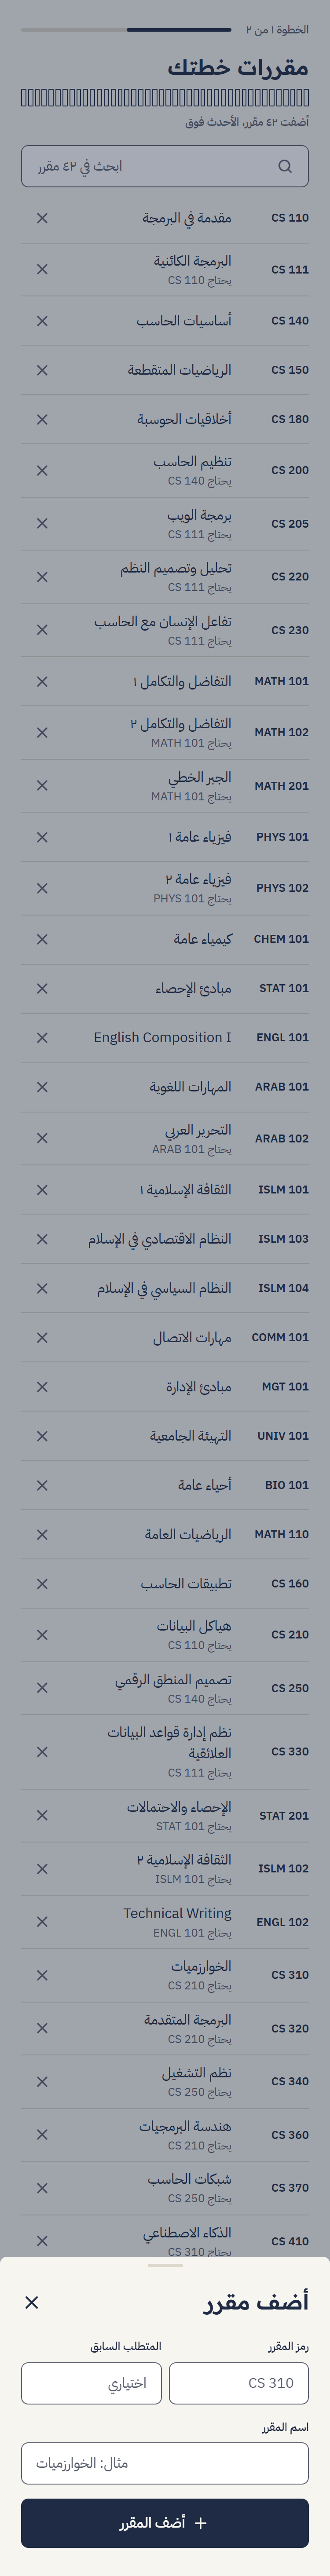 الخطوة ١ من ٢
مقررات خطتك
أضفت ٤٢ مقرر، الأحدث فوق
ابحث في ٤٢ مقرر
CS 110 مقدمة في البرمجة
CS 111 البرمجة الكائنية
يحتاج CS 110
CS 140 أساسيات الحاسب
CS 150 الرياضيات المتقطعة
CS 180 أخلاقيات الحوسبة
CS 200 تنظيم الحاسب
يحتاج CS 140
CS 205 برمجة الويب
يحتاج CS 111
CS 220 تحليل وتصميم النظم
يحتاج CS 111
CS 230 تفاعل الإنسان مع الحاسب
يحتاج CS 111
MATH 101 التفاضل والتكامل ١
MATH 102 التفاضل والتكامل ٢
يحتاج MATH 101
MATH 201 الجبر الخطي
يحتاج MATH 101
PHYS 101 فيزياء عامة ١
PHYS 102 فيزياء عامة ٢
يحتاج PHYS 101
CHEM 101 كيمياء عامة
STAT 101 مبادئ الإحصاء
ENGL 101 English Composition I
ARAB 101 المهارات اللغوية
ARAB 102 التحرير العربي
يحتاج ARAB 101
ISLM 101 الثقافة الإسلامية ١
ISLM 103 النظام الاقتصادي في الإسلام
ISLM 104 النظام السياسي في الإسلام
COMM 101 مهارات الاتصال
MGT 101 مبادئ الإدارة
UNIV 101 التهيئة الجامعية
BIO 101 أحياء عامة
MATH 110 الرياضيات العامة
CS 160 تطبيقات الحاسب
CS 210 هياكل البيانات
يحتاج CS 110
CS 250 تصميم المنطق الرقمي
يحتاج CS 140
CS 330 نظم إدارة قواعد البيانات
العلائقية
يحتاج CS 111
STAT 201 الإحصاء والاحتمالات
يحتاج STAT 101
ISLM 102 الثقافة الإسلامية ٢
يحتاج ISLM 101
ENGL 102 Technical Writing
يحتاج ENGL 101
CS 310 الخوارزميات
يحتاج CS 210
CS 320 البرمجة المتقدمة
يحتاج CS 210
CS 340 نظم التشغيل
يحتاج CS 250
CS 360 هندسة البرمجيات
يحتاج CS 210
CS 370 شبكات الحاسب
يحتاج CS 250
CS 410 الذكاء الاصطناعي
يحتاج CS 310
أضف مقرر
رمز المقرر
المتطلب السابق
CS 310
اختياري
اسم المقرر
مثال: الخوارزميات
أضف المقرر